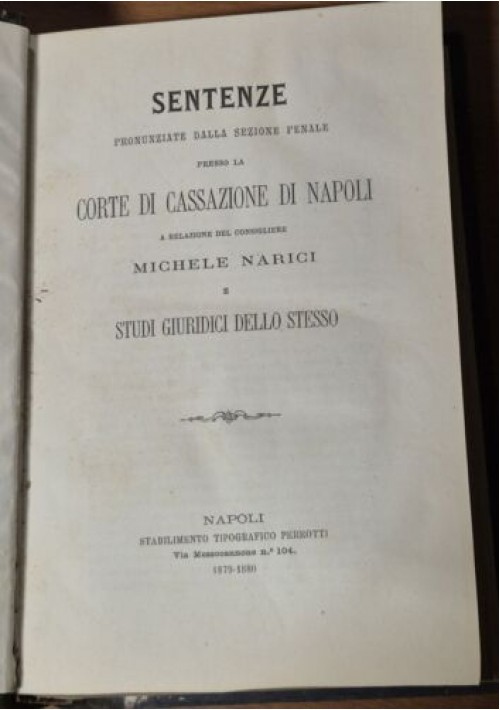 SENTENZE
PRONUNZIATE DALLA SEZIONE PENALE
PRESSO LA
CORTE DI CASSAZIONE DI NAPOLI
A RELAZIONE DEL CONSIGLIERE
MICHELE NARICI
E
STUDI GIURIDICI DELLO STESSO
NAPOLI
STABILIMENTO TIPOGRAFICO PERROTTI
Via Mezzocannone n.º 104.
1879-1880